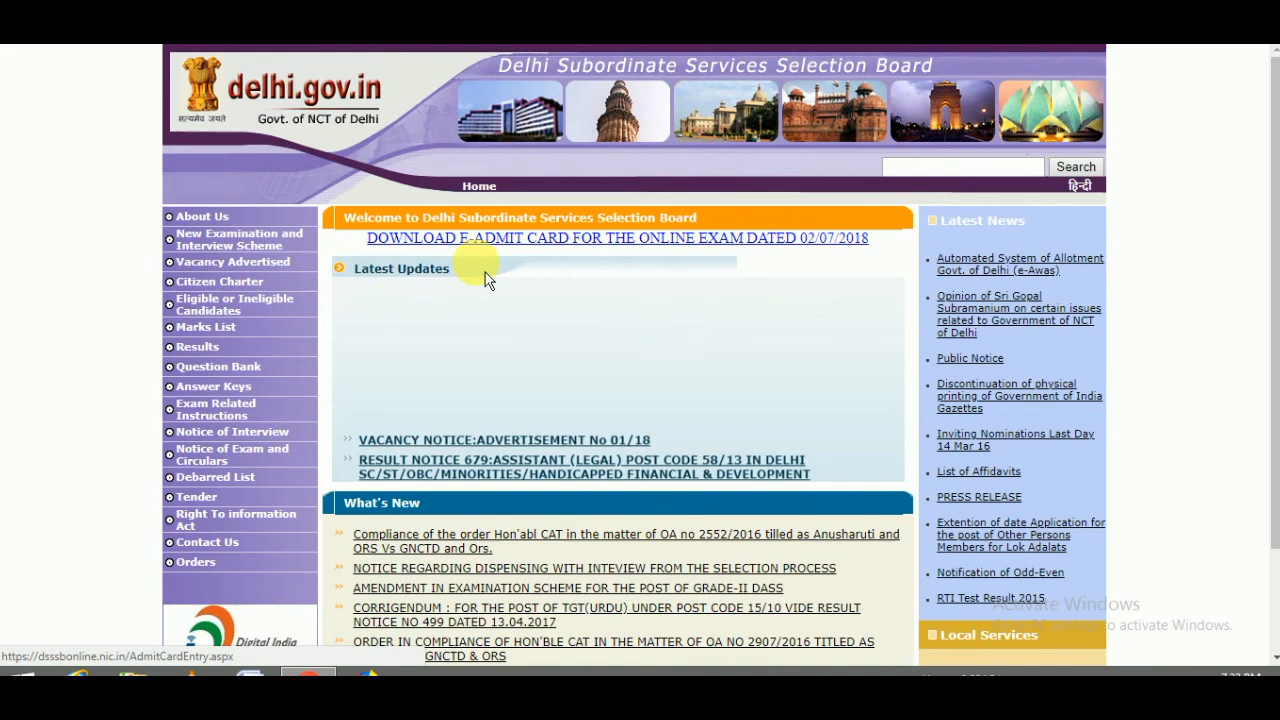 Delhi Subordinate Services Selection Board
delhi.gov.in
सत्यमेव जयते
Govt. of NCT of Delhi
Search
Home
हिन्दी
About Us
New Examination and
Interview Scheme
Vacancy Advertised
Citizen Charter
Eligible or Ineligible
Candidates
Marks List
Results
Question Bank
Answer Keys
Exam Related
Instructions
Notice of Interview
Notice of Exam and
Circulars
Debarred List
Tender
Right To information
Act
Contact Us
Orders
Digital India
Welcome to Delhi Subordinate Services Selection Board
DOWNLOAD E-ADMIT CARD FOR THE ONLINE EXAM DATED 02/07/2018
Latest Updates
VACANCY NOTICE:ADVERTISEMENT No 01/18
RESULT NOTICE 679:ASSISTANT (LEGAL) POST CODE 58/13 IN DELHI
SC/ST/OBC/MINORITIES/HANDICAPPED FINANCIAL & DEVELOPMENT
What's New
Compliance of the order Hon'abl CAT in the matter of OA no 2552/2016 tilled as Anusharuti and
ORS Vs GNCTD and Ors.
NOTICE REGARDING DISPENSING WITH INTEVIEW FROM THE SELECTION PROCESS
AMENDMENT IN EXAMINATION SCHEME FOR THE POST OF GRADE-II DASS
CORRIGENDUM : FOR THE POST OF TGT(URDU) UNDER POST CODE 15/10 VIDE RESULT
NOTICE NO 499 DATED 13.04.2017
ORDER IN COMPLIANCE OF HON'BLE CAT IN THE MATTER OF OA NO 2907/2016 TITLED AS
GNCTD & ORS
Latest News
Automated System of Allotment
Govt. of Delhi (e-Awas)
Opinion of Sri Gopal
Subramanium on certain issues
related to Government of NCT
of Delhi
Public Notice
Discontinuation of physical
printing of Government of India
Gazettes
Inviting Nominations Last Day
14 Mar 16
List of Affidavits
PRESS RELEASE
Extention of date Application for
the post of Other Persons
Members for Lok Adalats
Notification of Odd-Even
RTI Test Result 2015
Local Services
Activate Windows
to activate Windows.
https://dsssbonline.nic.in/AdmitCardEntry.aspx